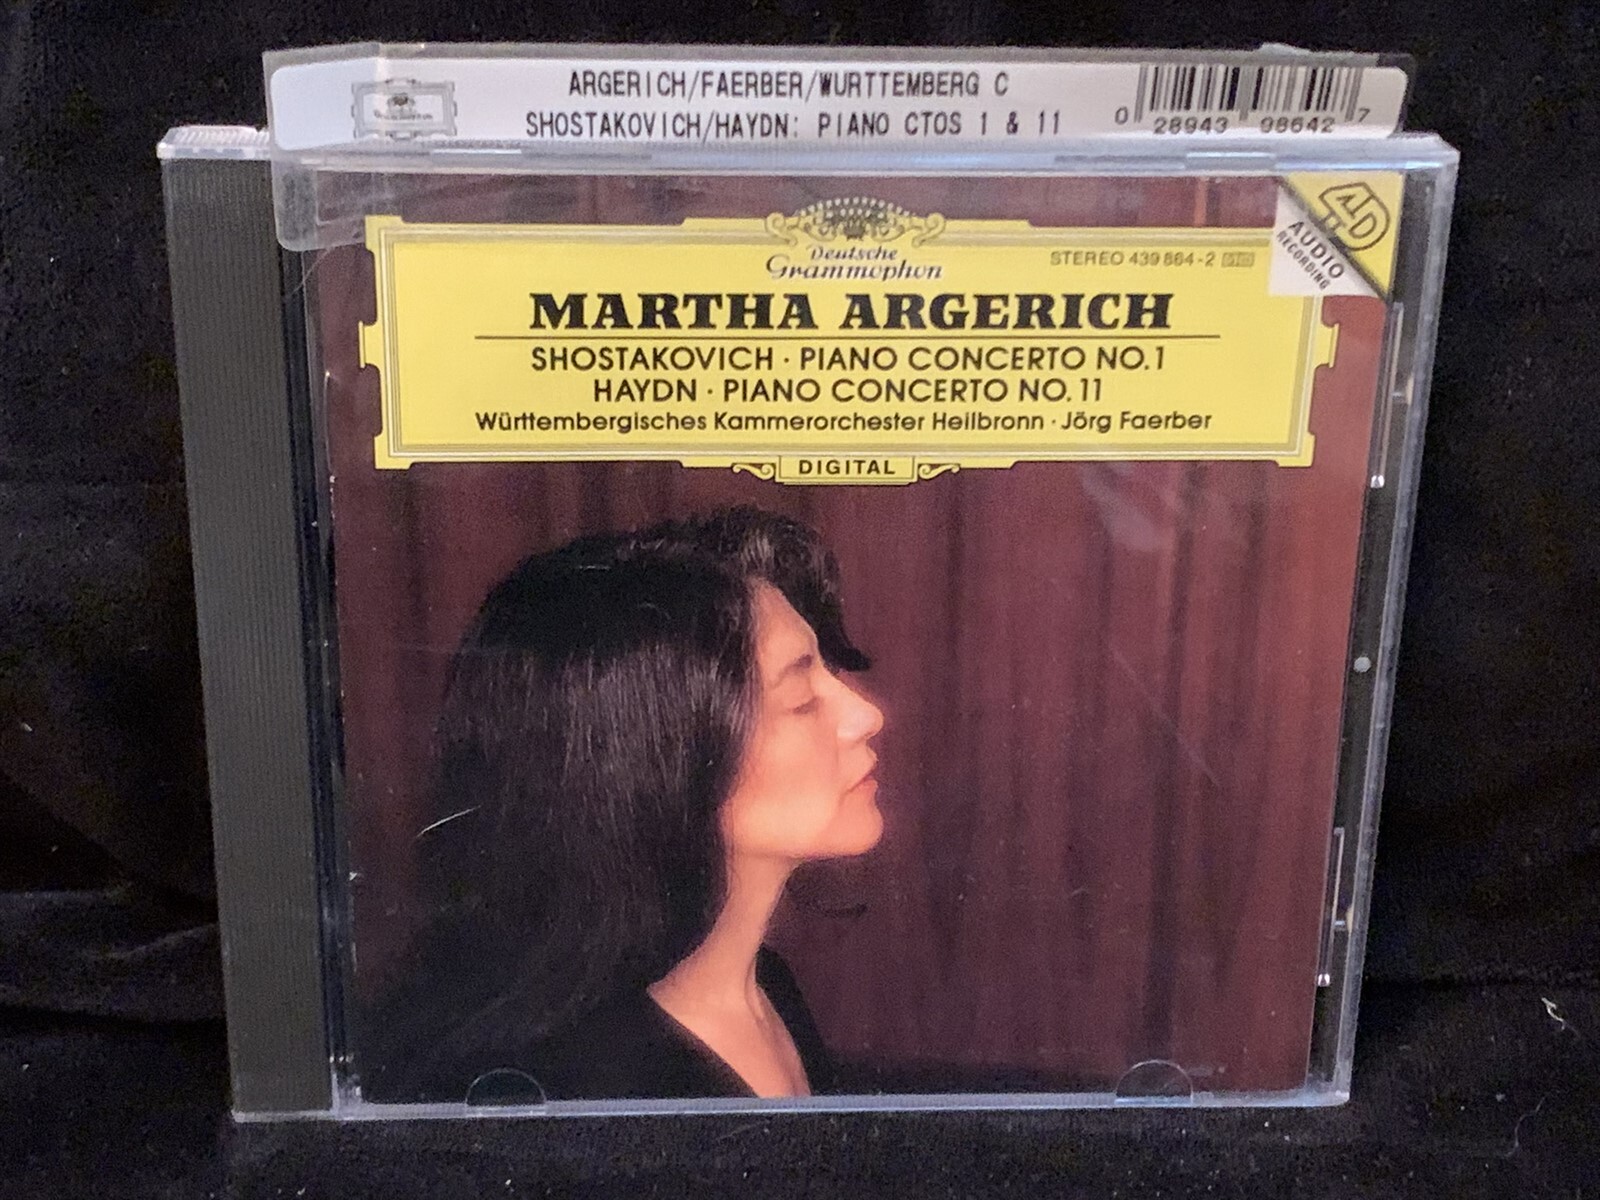 ARGERICH/FAERBER/WURTTEMBERG C
SHOSTAKOVICH/HAYDN: PIANO CTOS 1 & 11
0 28943 98642 7
4D
AUDIO
RECORDING
Deutsche
Grammophon
STEREO 439 864-2
MARTHA ARGERICH
SHOSTAKOVICH · PIANO CONCERTO NO. 1
HAYDN · PIANO CONCERTO NO. 11
Württembergisches Kammerorchester Heilbronn · Jörg Faerber
DIGITAL